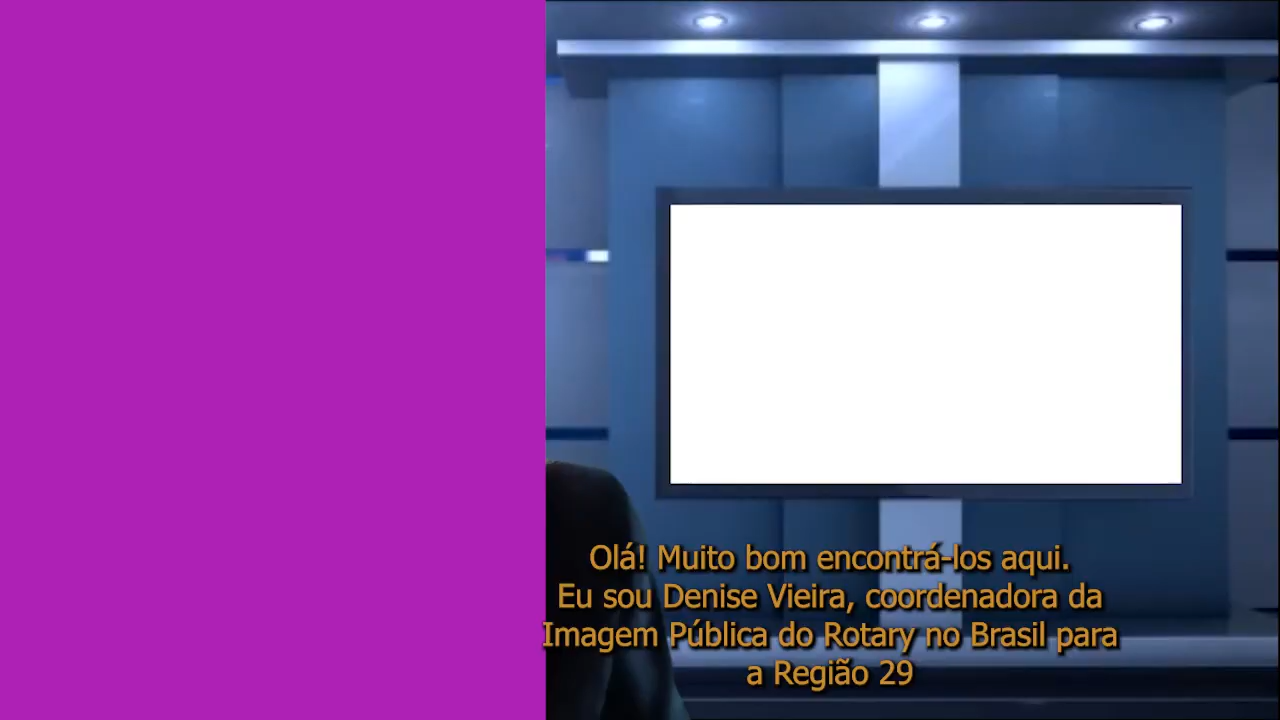 Olá! Muito bom encontrá-los aqui.
Eu sou Denise Vieira, coordenadora da
Imagem Pública do Rotary no Brasil para
a Região 29